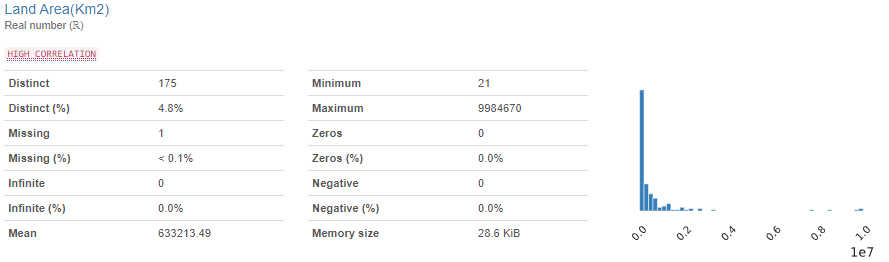 Land Area(Km2)
Real number (ℝ)
HIGH CORRELATION
Distinct 175
Distinct (%) 4.8%
Missing 1
Missing (%) < 0.1%
Infinite 0
Infinite (%) 0.0%
Mean 633213.49
Minimum 21
Maximum 9984670
Zeros 0
Zeros (%) 0.0%
Negative 0
Negative (%) 0.0%
Memory size 28.6 KiB
0.0 0.2 0.4 0.6 0.8 1.0
1e7